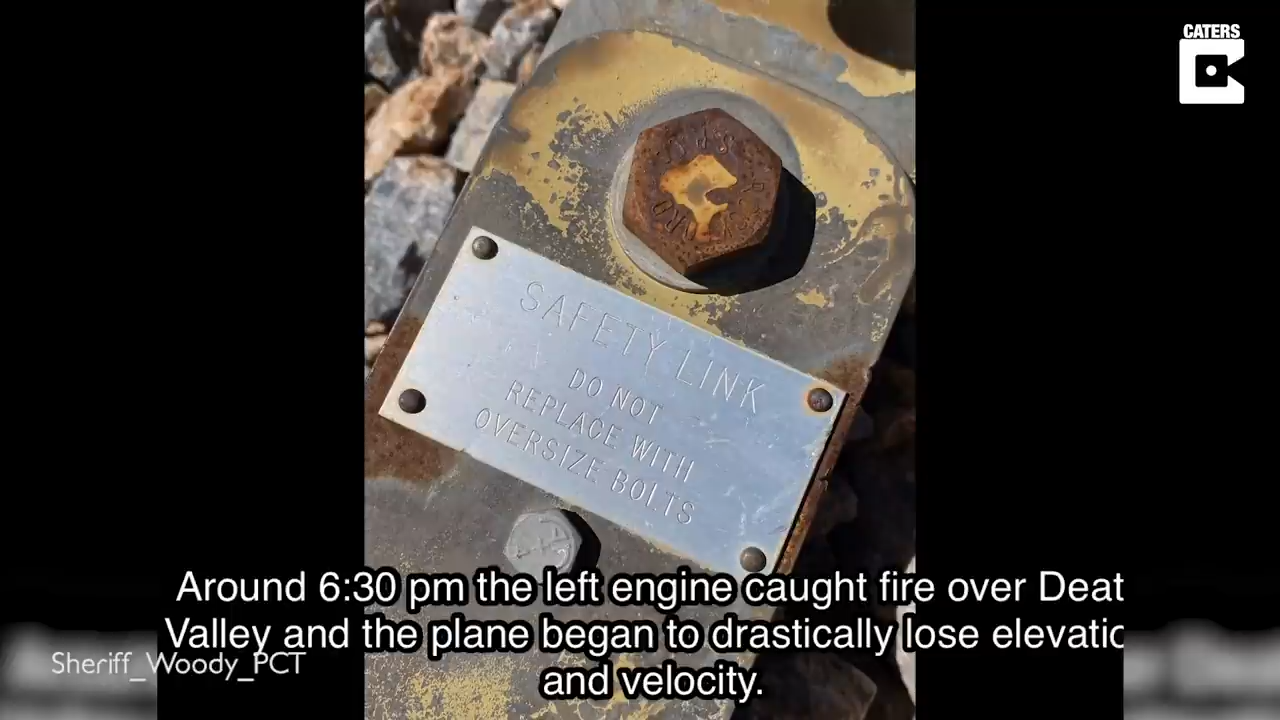 CATERS
SAFETY LINK
DO NOT
REPLACE WITH
OVERSIZE BOLTS
Around 6:30 pm the left engine caught fire over Deat
Valley and the plane began to drastically lose elevatio
and velocity.
Sheriff_Woody_PCT